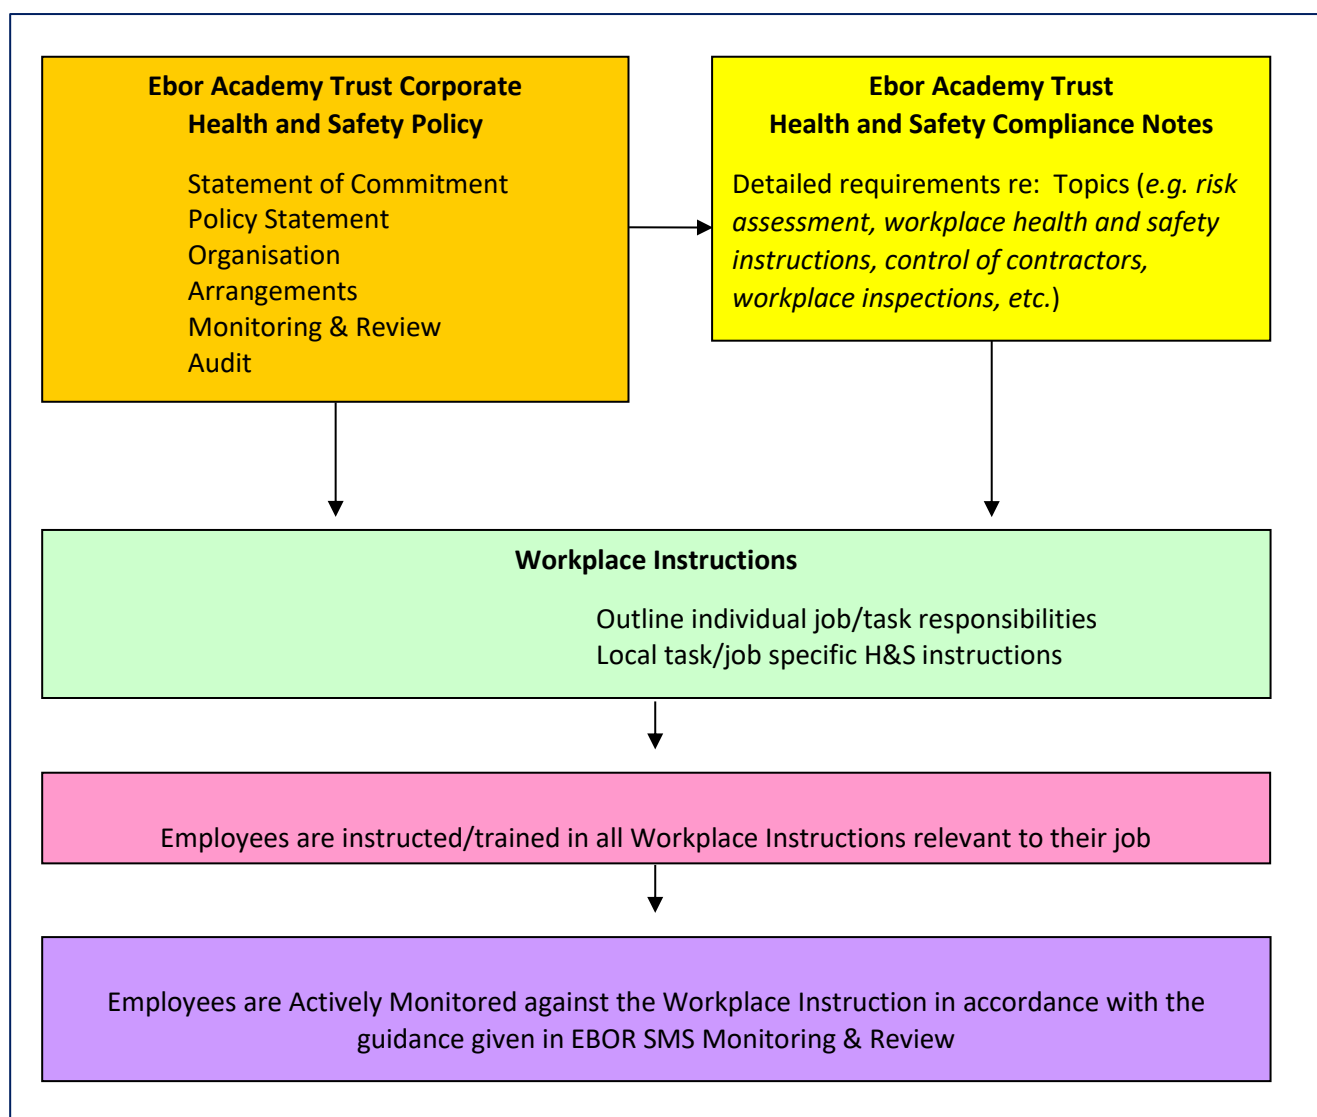 Ebor Academy Trust Corporate
Health and Safety Policy
Statement of Commitment
Policy Statement
Organisation
Arrangements
Monitoring & Review
Audit
Ebor Academy Trust
Health and Safety Compliance Notes
Detailed requirements re:  Topics (e.g. risk
assessment, workplace health and safety
instructions, control of contractors,
workplace inspections, etc.)
Workplace Instructions
Outline individual job/task responsibilities
Local task/job specific H&S instructions
Employees are instructed/trained in all Workplace Instructions relevant to their job
Employees are Actively Monitored against the Workplace Instruction in accordance with the
guidance given in EBOR SMS Monitoring & Review